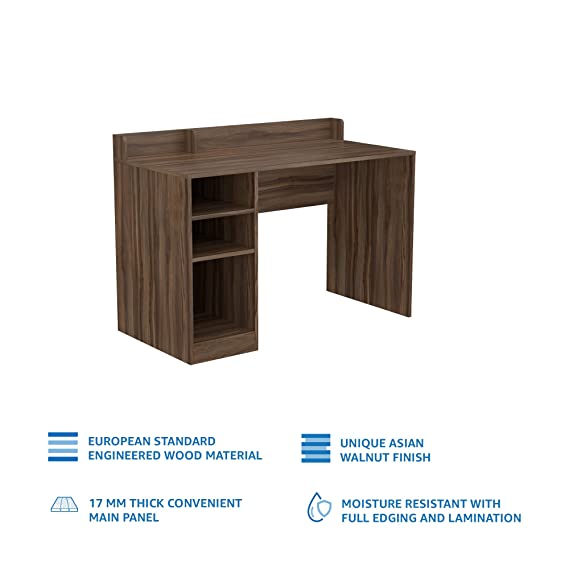 EUROPEAN STANDARD
ENGINEERED WOOD MATERIAL
UNIQUE ASIAN
WALNUT FINISH
17 MM THICK CONVENIENT
MAIN PANEL
MOISTURE RESISTANT WITH
FULL EDGING AND LAMINATION